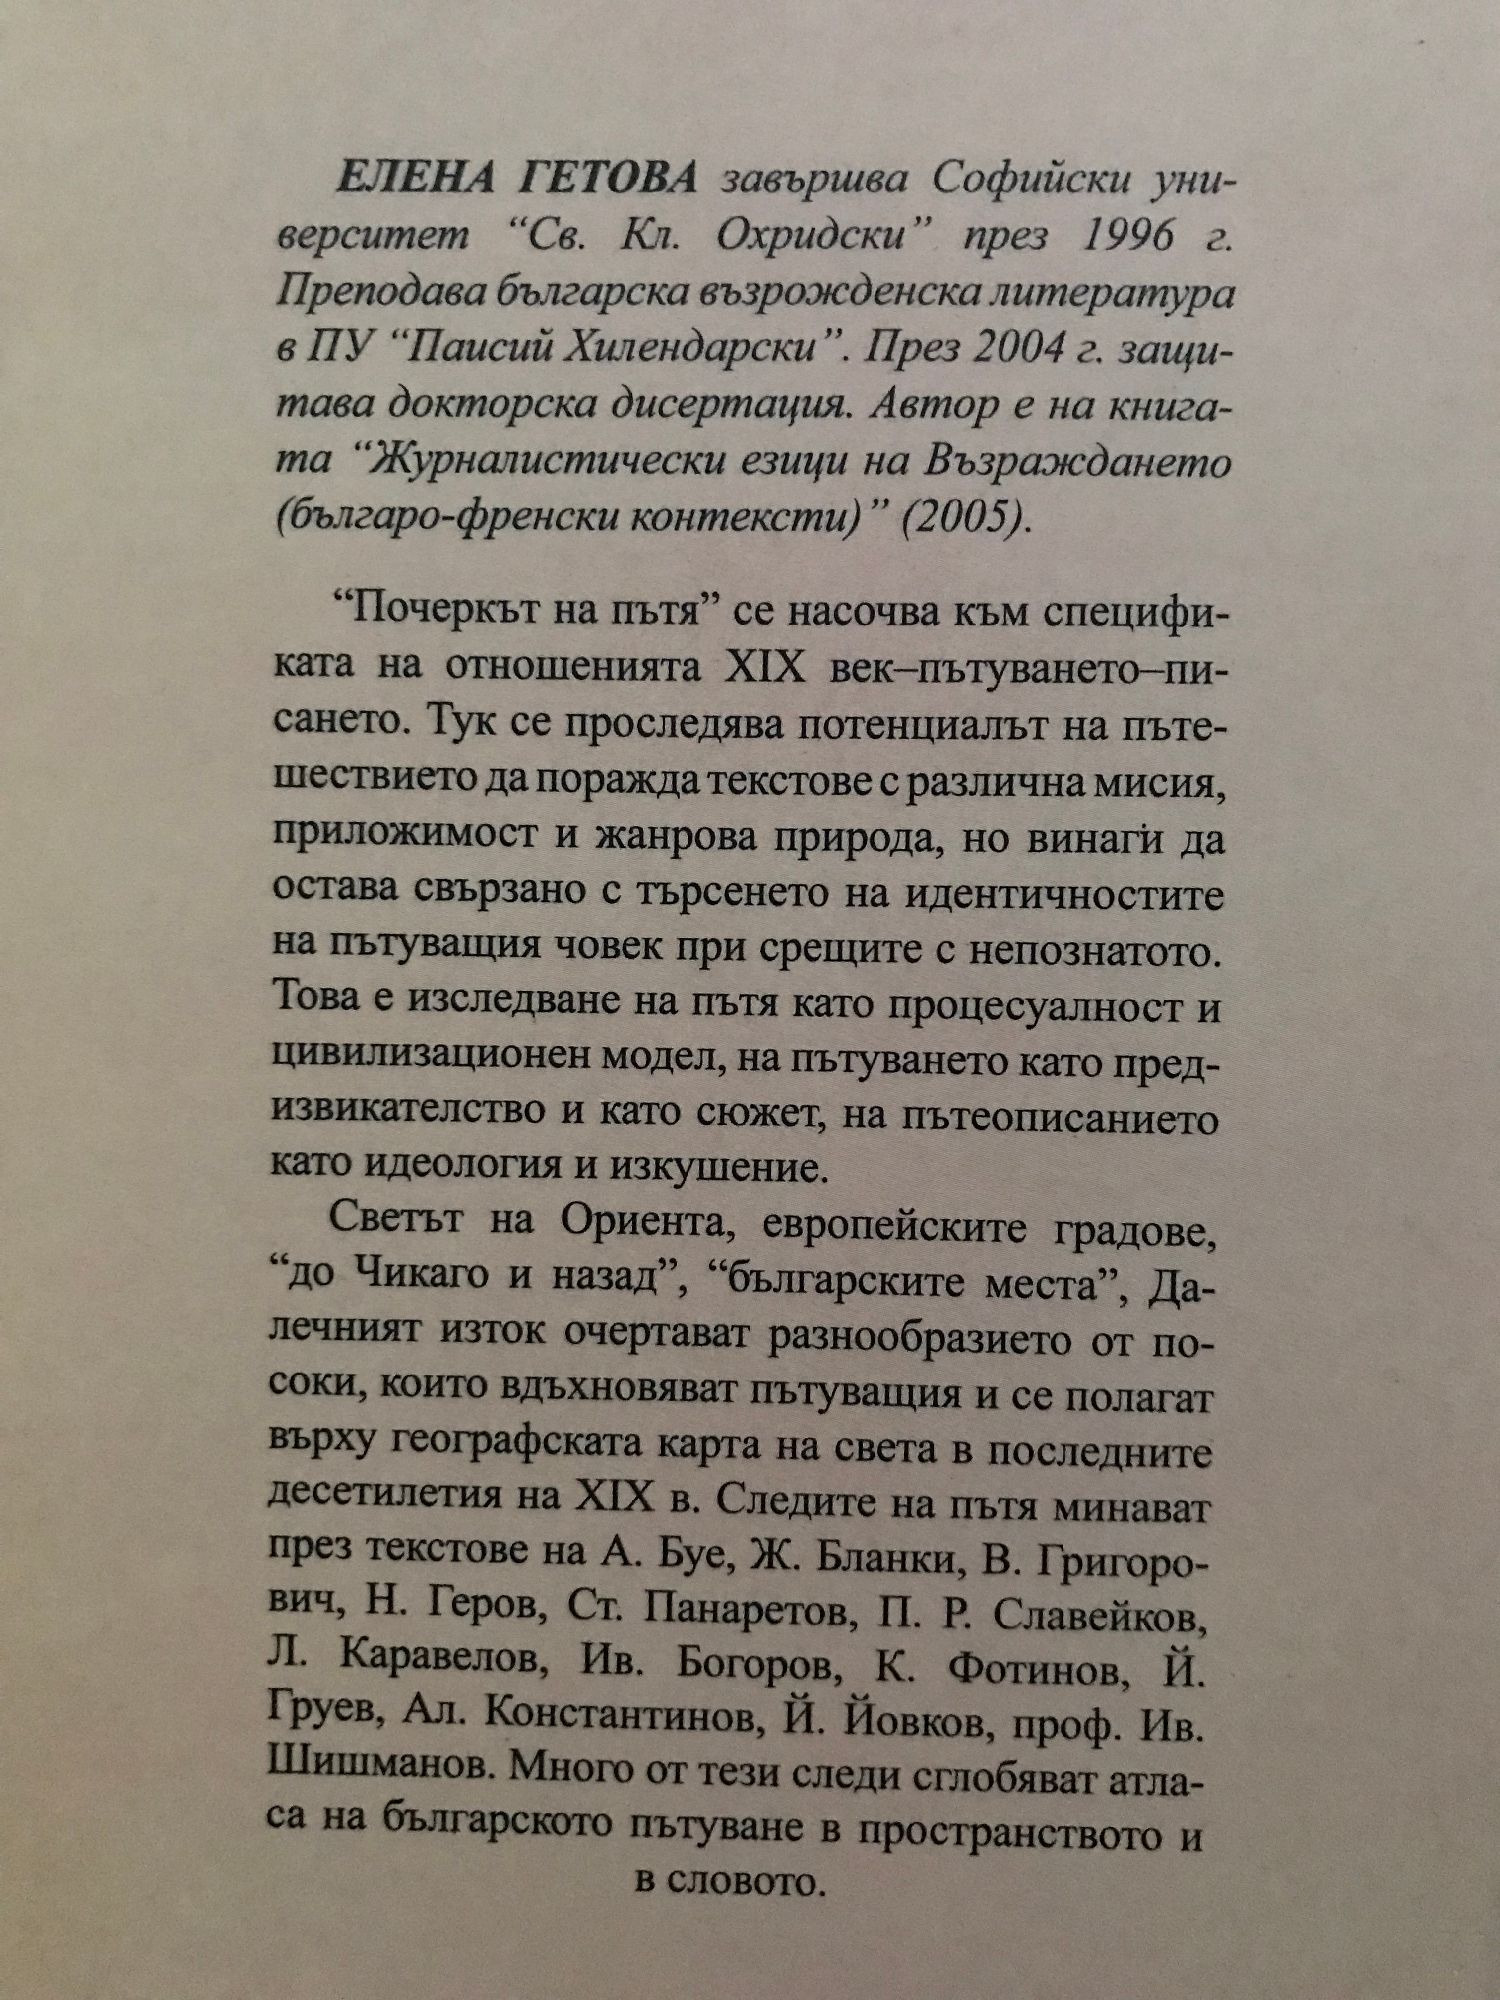 ЕЛЕНА ГЕТОВА завършва Софийски уни-
верситет “Св. Кл. Охридски” през 1996 г.
Преподава българска възрожденска литература
в ПУ “Паисий Хилендарски”. През 2004 г. защи-
тава докторска дисертация. Автор е на книга-
та “Журналистически езици на Възраждането
(българо-френски контексти)” (2005).
“Почеркът на пътя” се насочва към специфи-
ката на отношенията XIX век–пътуването–пи-
сането. Тук се проследява потенциалът на пъте-
шествието да поражда текстове с различна мисия,
приложимост и жанрова природа, но винаги да
остава свързано с търсенето на идентичностите
на пътуващия човек при срещите с непознатото.
Това е изследване на пътя като процесуалност и
цивилизационен модел, на пътуването като пред-
извикателство и като сюжет, на пътеописанието
като идеология и изкушение.
Светът на Ориента, европейските градове,
“до Чикаго и назад”, “българските места”, Да-
лечният изток очертават разнообразието от по-
соки, които вдъхновяват пътуващия и се полагат
върху географската карта на света в последните
десетилетия на XIX в. Следите на пътя минават
през текстове на А. Буе, Ж. Бланки, В. Григоро-
вич, Н. Геров, Ст. Панаретов, П. Р. Славейков,
Л. Каравелов, Ив. Богоров, К. Фотинов, Й.
Груев, Ал. Константинов, Й. Йовков, проф. Ив.
Шишманов. Много от тези следи сглобяват атла-
са на българското пътуване в пространството и
в словото.